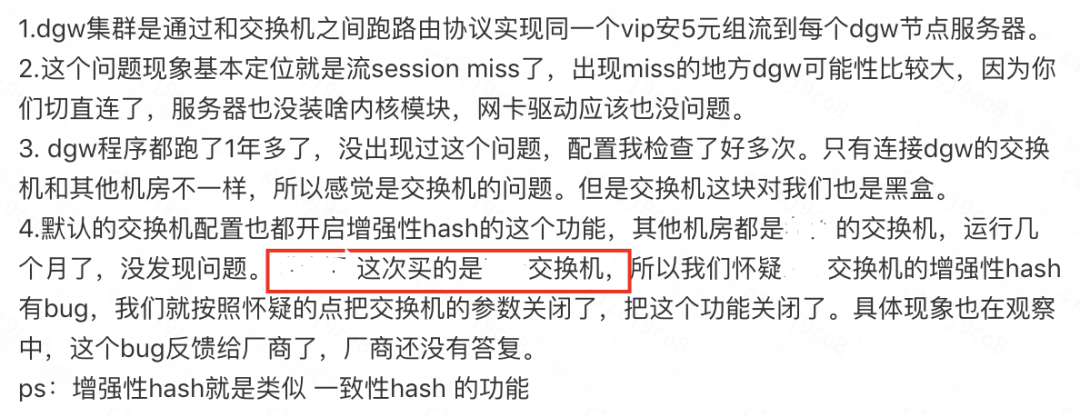 1.dgw集群是通过和交换机之间跑路由协议实现同一个vip安5元组流到每个dgw节点服务器。
2.这个问题现象基本定位就是流session miss了，出现miss的地方dgw可能性比较大，因为你
们切直连了，服务器也没装啥内核模块，网卡驱动应该也没问题。
3. dgw程序都跑了1年多了，没出现过这个问题，配置我检查了好多次。只有连接dgw的交换
机和其他机房不一样，所以感觉是交换机的问题。但是交换机这块对我们也是黑盒。
4.默认的交换机配置也都开启增强性hash的这个功能，其他机房都是 的交换机，运行几
个月了，没发现问题。 这次买的是 交换机，所以我们怀疑 交换机的增强性hash
有bug，我们就按照怀疑的点把交换机的参数关闭了，把这个功能关闭了。具体现象也在观察
中，这个bug反馈给厂商了，厂商还没有答复。
ps：增强性hash就是类似 一致性hash 的功能